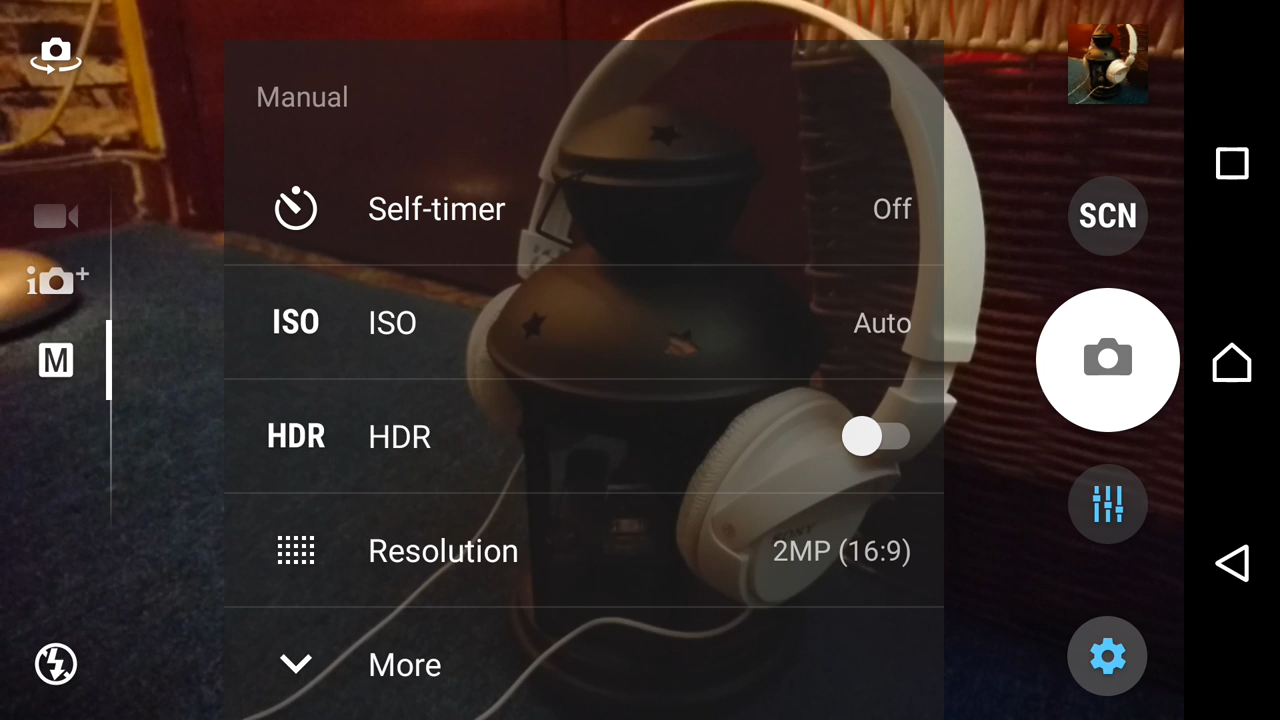 Manual
Self-timer
Off
ISO
ISO
Auto
HDR
HDR
Resolution
2MP (16:9)
More
M
SCN